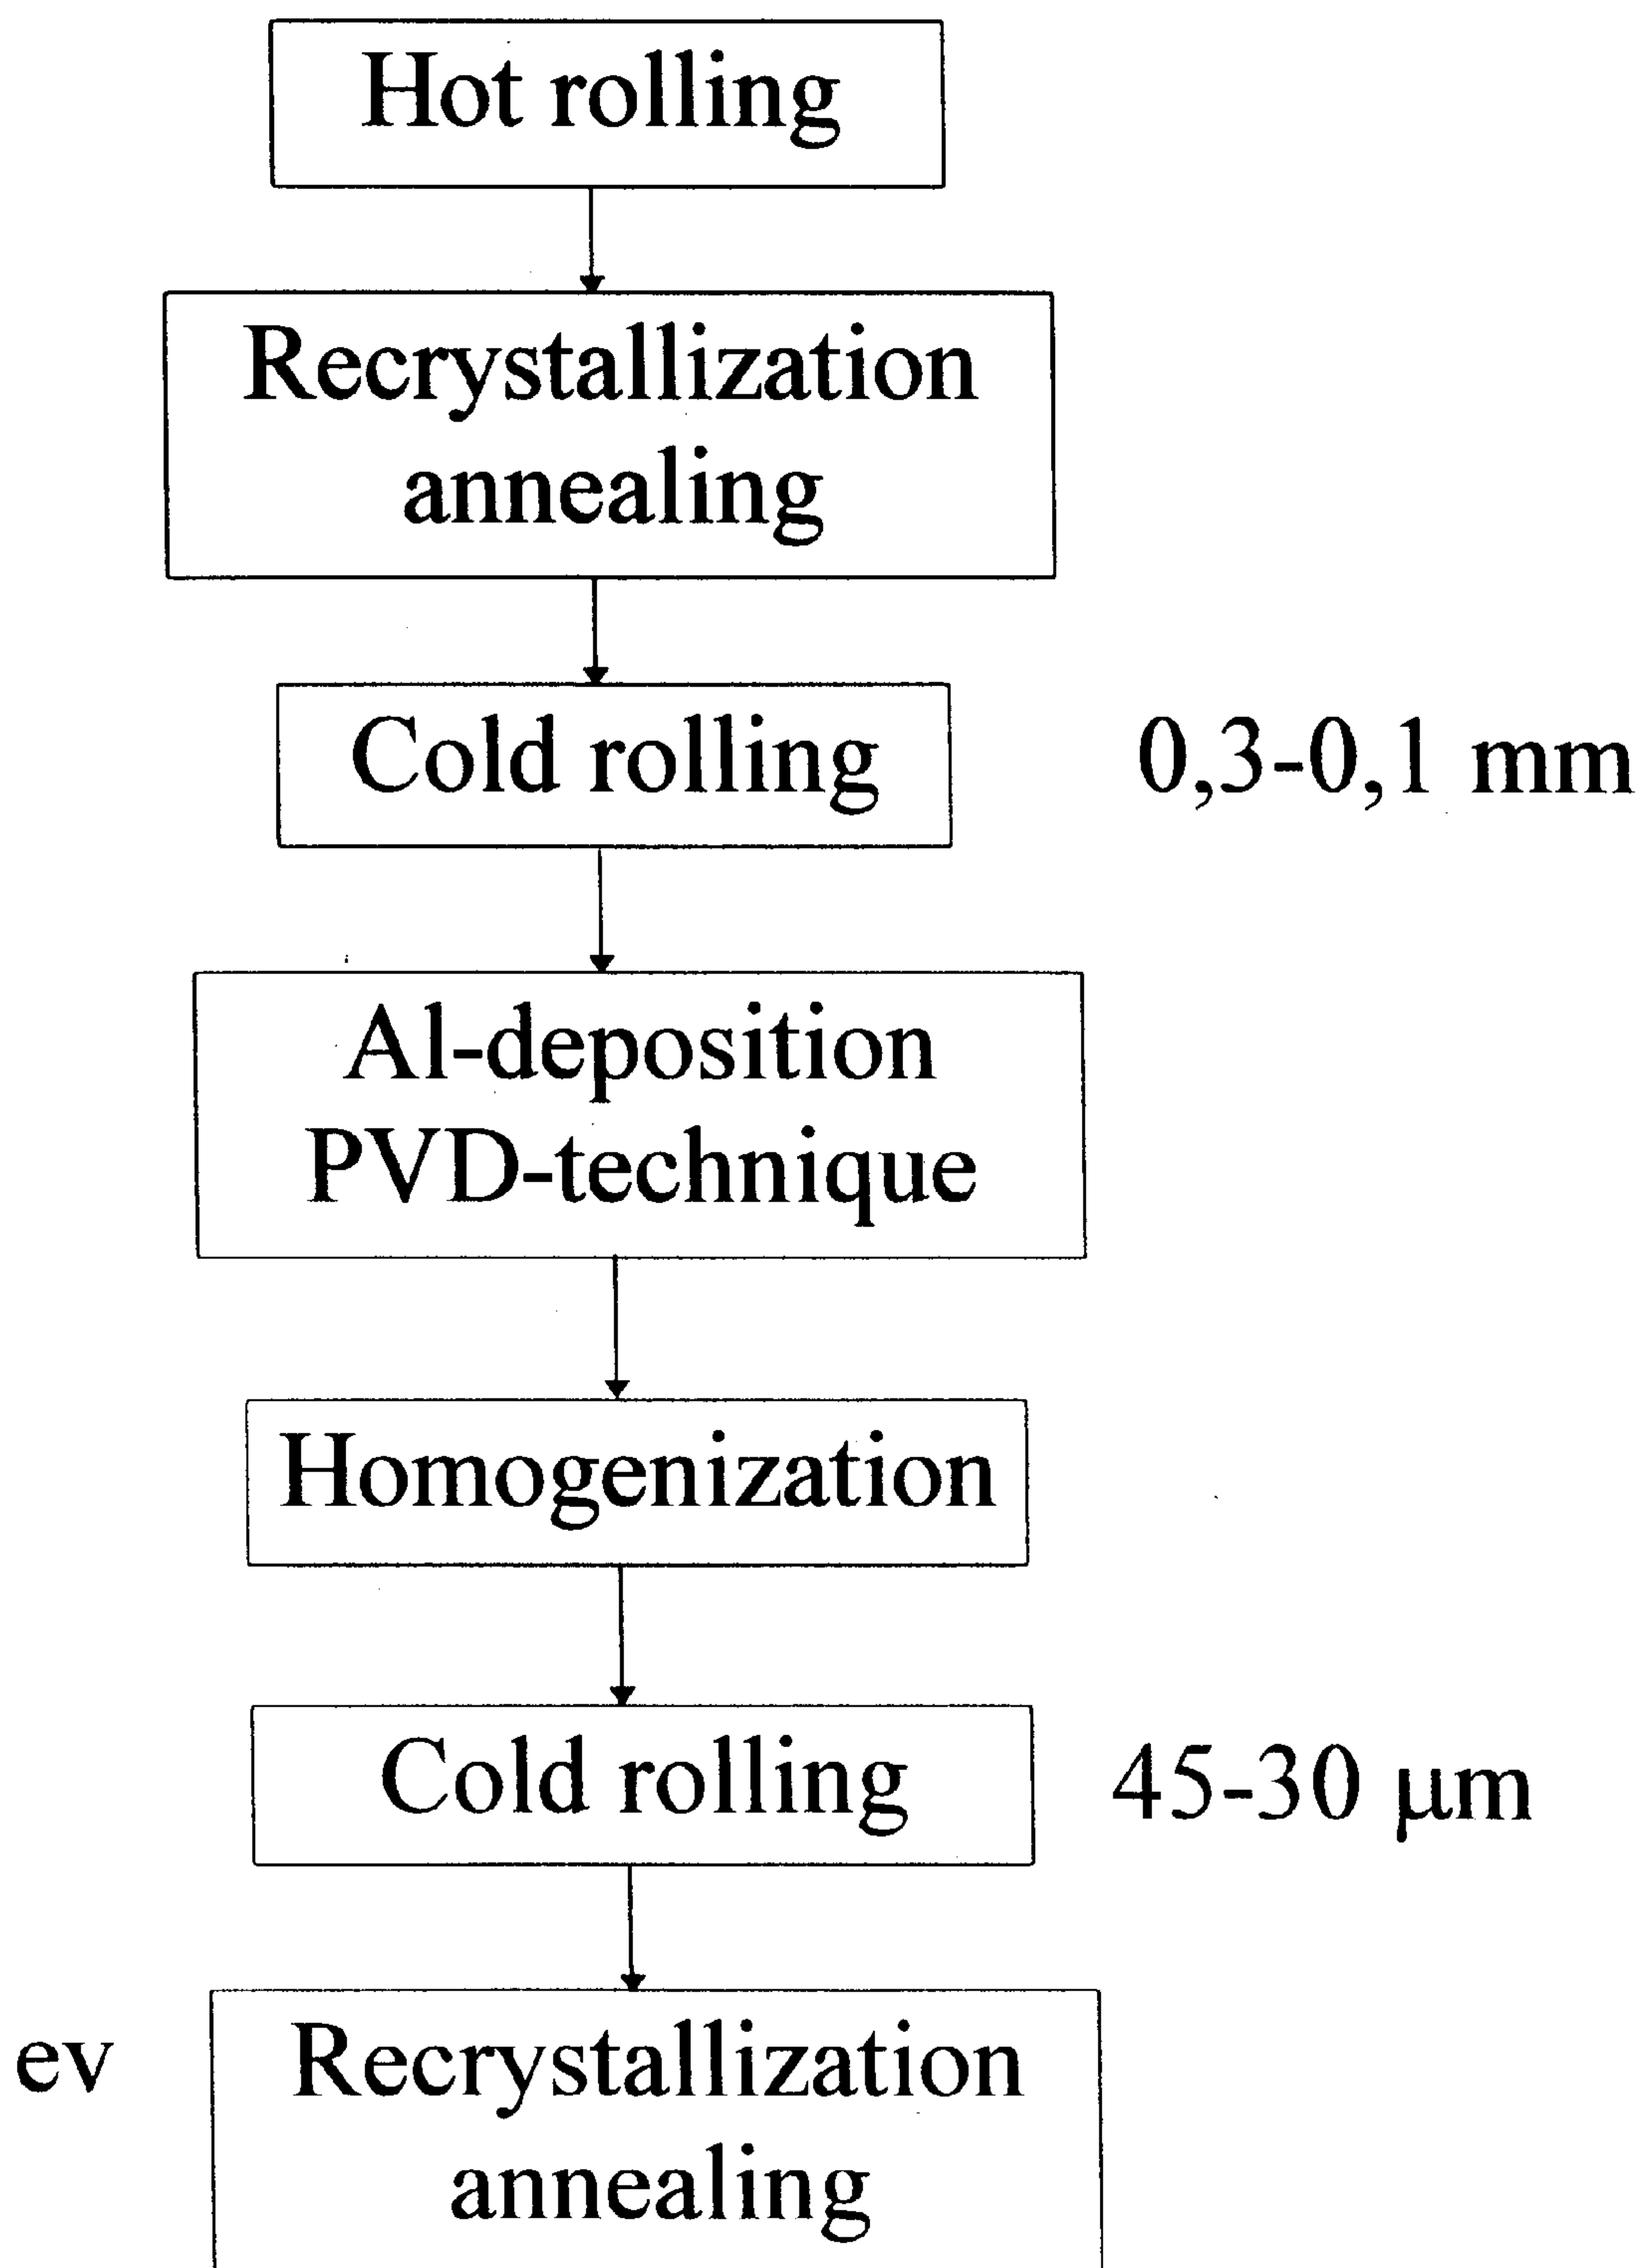 Hot rolling
Recrystallization
annealing
Cold rolling
0,3-0,1 mm
Al-deposition
PVD-technique
Homogenization
Cold rolling
45-30 μm
ev
Recrystallization
annealing